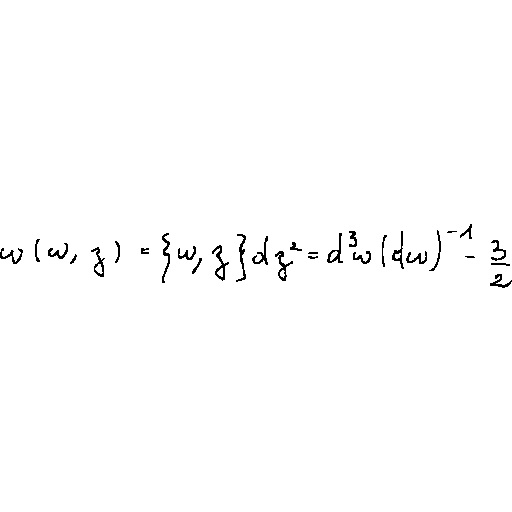 w(w, z) = {w, z}dz² = d³w(dw)⁻¹ - 3/2